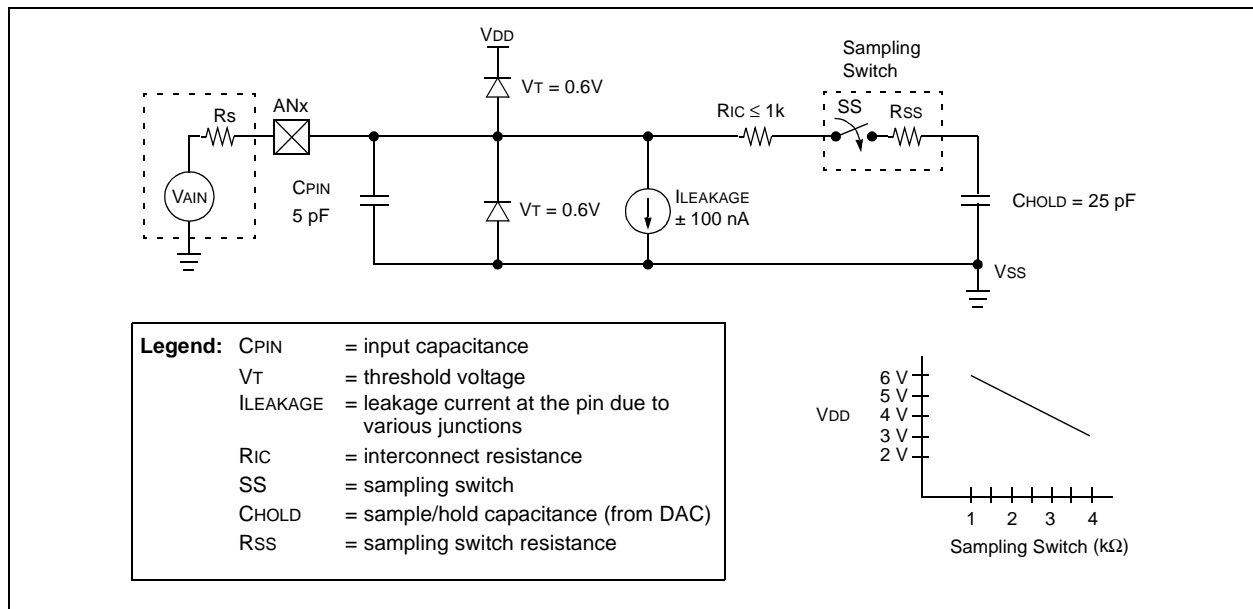 VDD
Sampling
Switch
VT = 0.6V
ANx
Rs
RIC ≤ 1k
SS
RSS
VAIN
CPIN
5 pF
VT = 0.6V
ILEAKAGE
± 100 nA
CHOLD = 25 pF
VSS
Legend: CPIN = input capacitance
VT = threshold voltage
ILEAKAGE = leakage current at the pin due to
various junctions
RIC = interconnect resistance
SS = sampling switch
CHOLD = sample/hold capacitance (from DAC)
RSS = sampling switch resistance
6 V
5 V
VDD
4 V
3 V
2 V
1 2 3 4
Sampling Switch (kΩ)